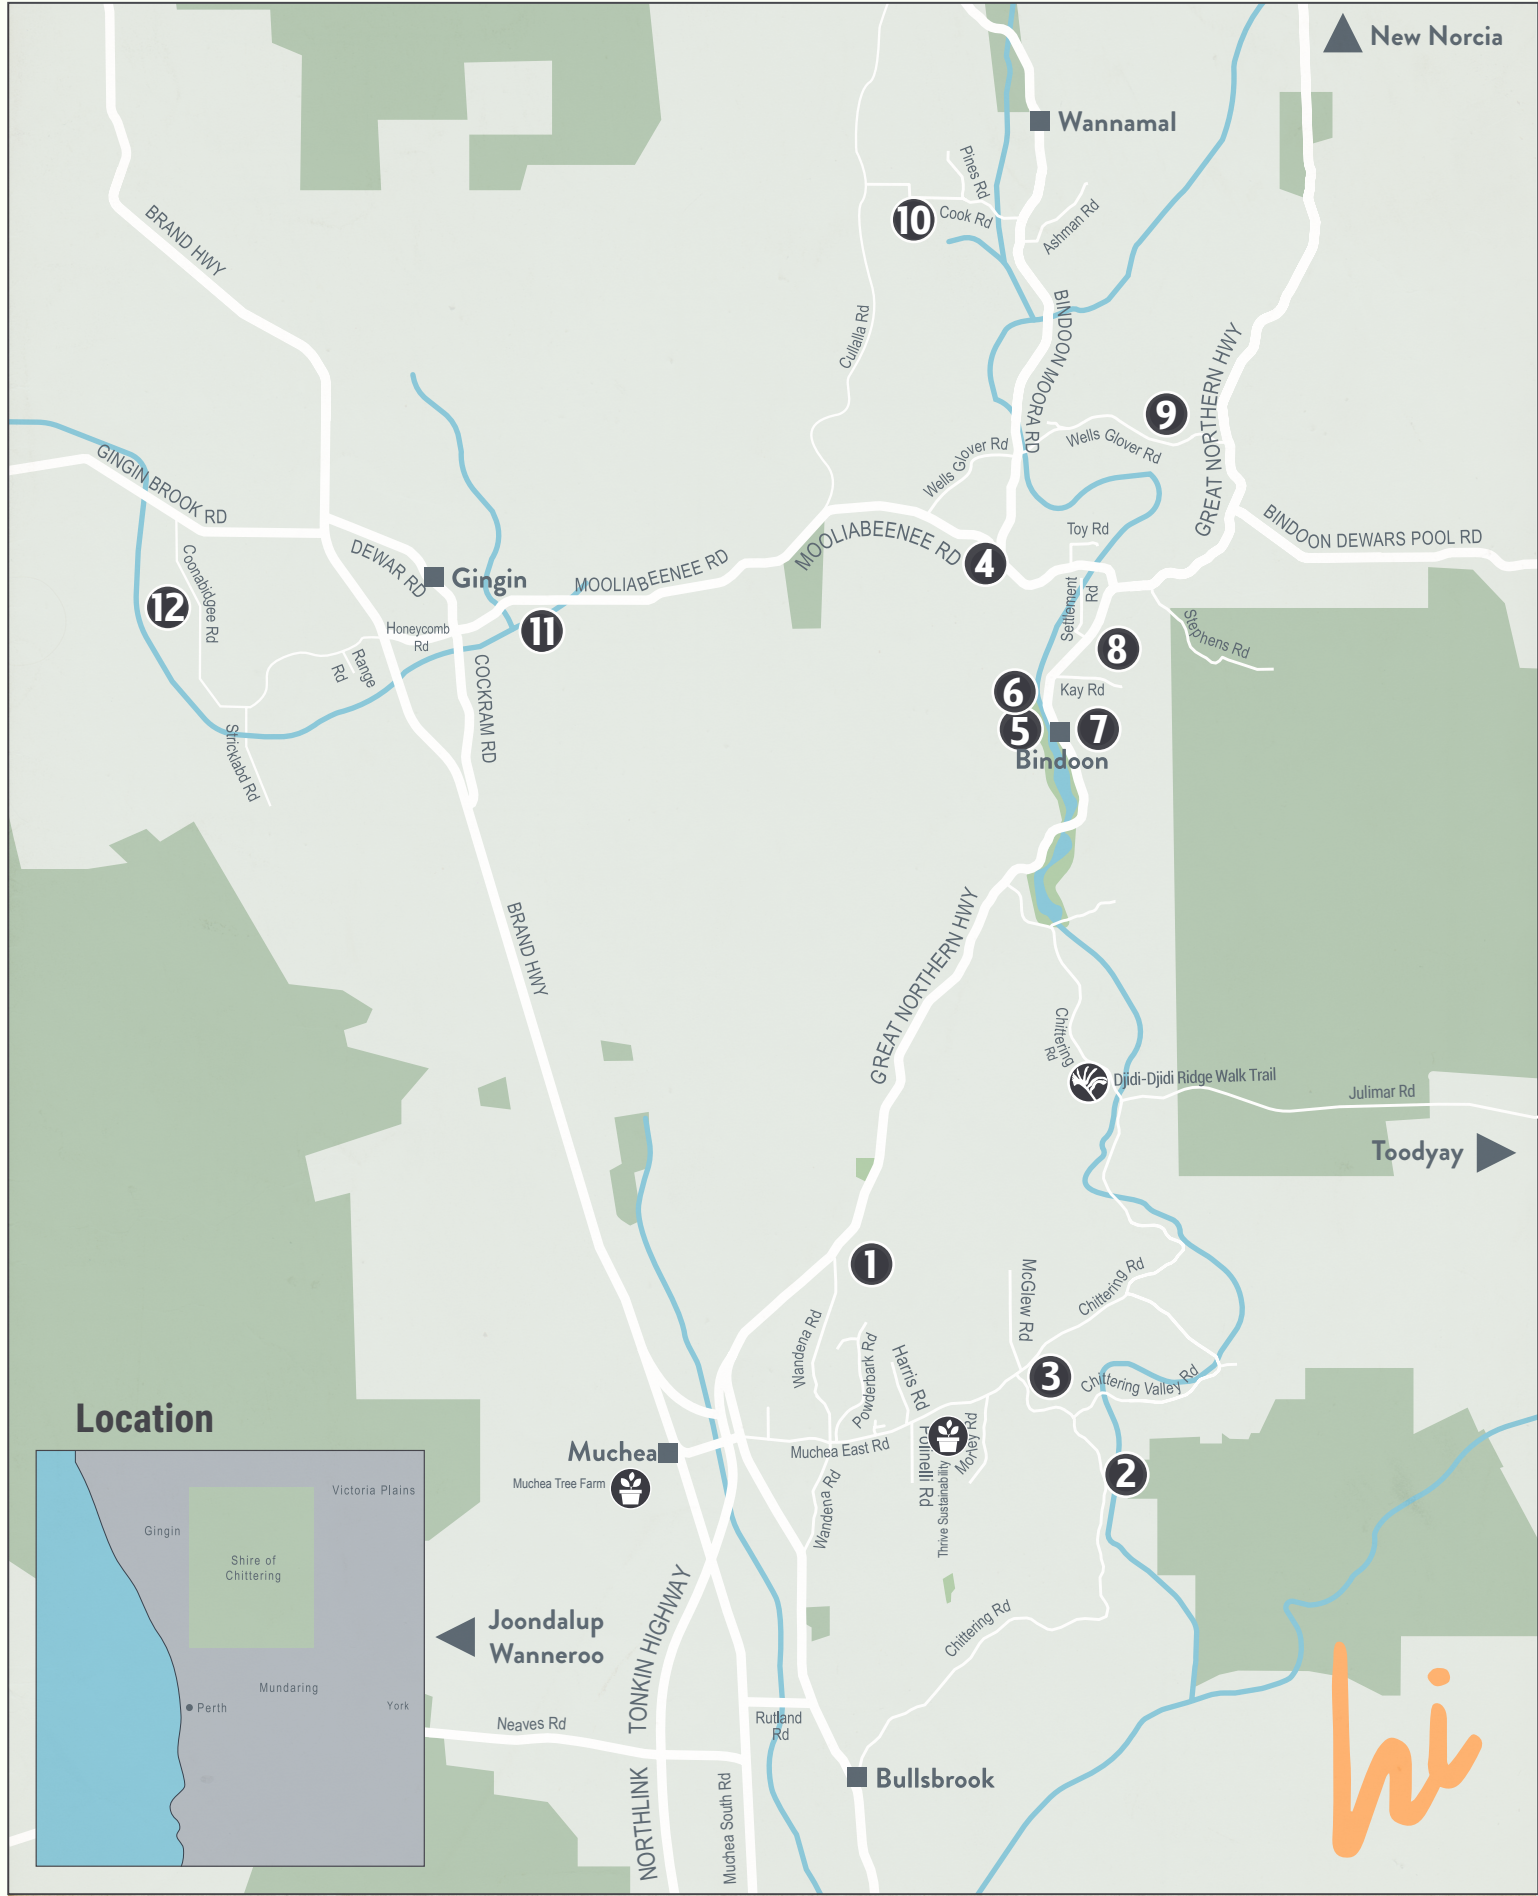 New Norcia
Wannamal
Pines Rd
10
Cook Rd
Ashman Rd
BRAND HWY
BINDOON MOORA RD
Cullalla Rd
GREAT NORTHERN HWY
9
Wells Glover Rd
Wells Glover Rd
GINGIN BROOK RD
BINDOON DEWARS POOL RD
Toy Rd
MOOLIABEENEE RD
4
DEWAR RD
Gingin
MOOLIABEENEE RD
Coonabidgee Rd
12
Settlement
Rd
Stephens Rd
11
Honeycomb
Rd
8
Range
Rd
COCKRAM RD
6
Kay Rd
5
7
Bindoon
Stricklabd Rd
BRAND HWY
GREAT NORTHERN HWY
Chittering
Rd
Djidi-Djidi Ridge Walk Trail
Julimar Rd
Toodyay
1
McGlew Rd
Chittering Rd
Wandena Rd
Powderbark Rd
Harris Rd
3
Chittering Valley Rd
Location
Muchea
Muchea East Rd
Polinelli Rd
Morley Rd
Muchea Tree Farm
2
Wandena Rd
Thrive Sustainability
Victoria Plains
Gingin
Shire of
Chittering
Mundaring
Perth
York
Joondalup
Wanneroo
Chittering Rd
NORTHLINK TONKIN HIGHWAY
Neaves Rd
Rutland
Rd
Muchea South Rd
Bullsbrook
hi